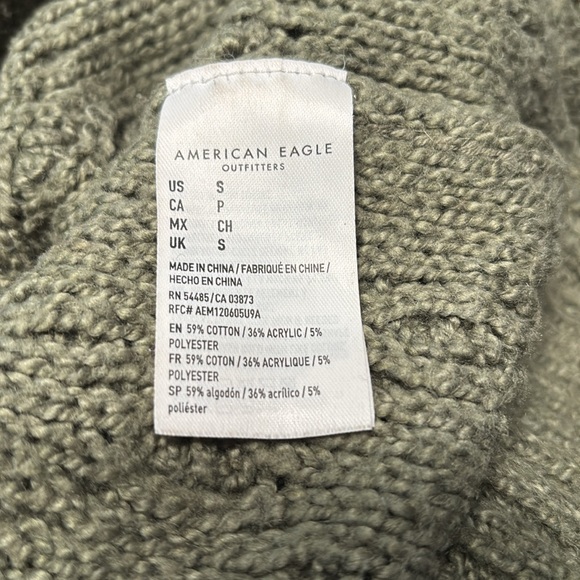 AMERICAN EAGLE
OUTFITTERS
US S
CA P
MX CH
UK S
MADE IN CHINA / FABRIQUÉ EN CHINE /
HECHO EN CHINA
RN 54485/CA 03873
RFC# AEM120605U9A
EN 59% COTTON / 36% ACRYLIC / 5%
POLYESTER
FR 59% COTON / 36% ACRYLIQUE / 5%
POLYESTER
SP 59% algodón / 36% acrílico / 5%
poliéster